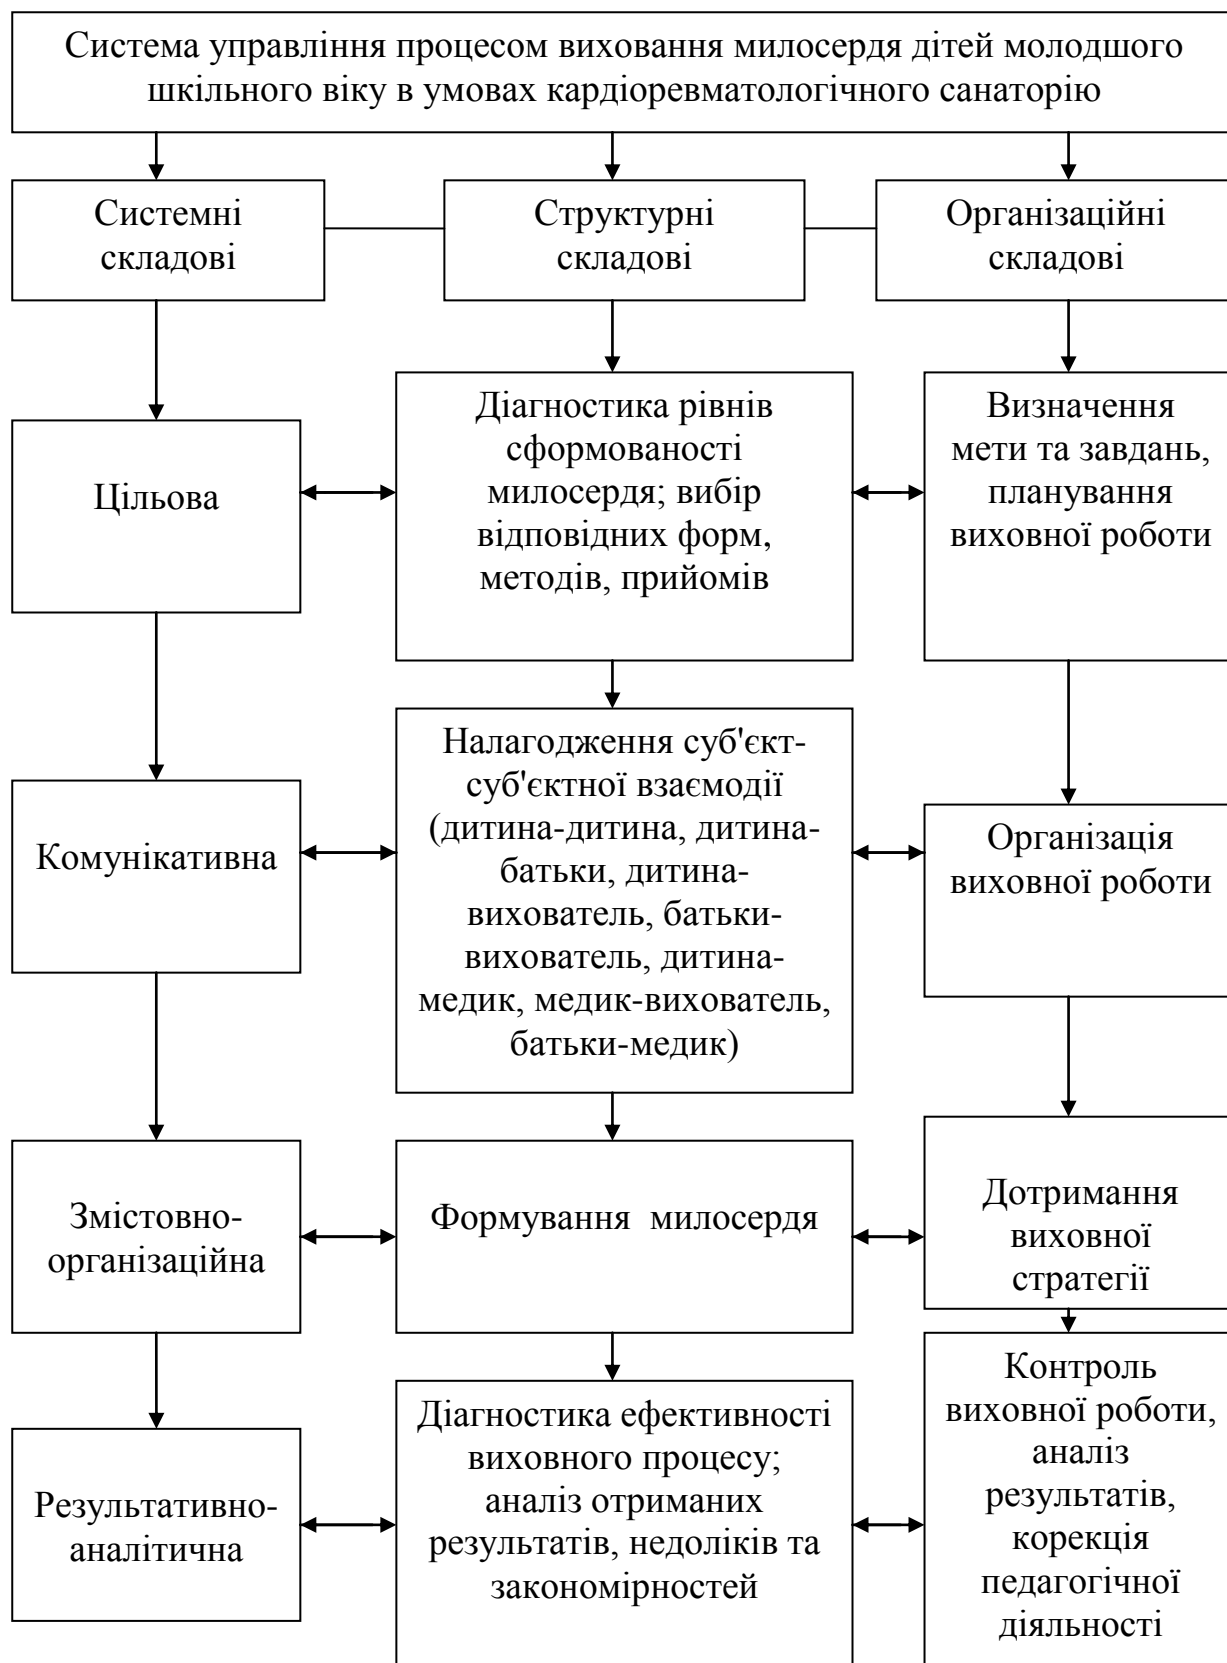 Система управління процесом виховання милосердя дітей молодшого
шкільного віку в умовах кардіоревматологічного санаторію
Системні
складові
Структурні
складові
Організаційні
складові
Цільова
Діагностика рівнів
сформованості
милосердя; вибір
відповідних форм,
методів, прийомів
Визначення
мети та завдань,
планування
виховної роботи
Комунікативна
Налагодження суб'єкт-
суб'єктної взаємодії
(дитина-дитина, дитина-
батьки, дитина-
вихователь, батьки-
вихователь, дитина-
медик, медик-вихователь,
батьки-медик)
Організація
виховної роботи
Змістовно-
організаційна
Формування милосердя
Дотримання
виховної
стратегії
Результативно-
аналітична
Діагностика ефективності
виховного процесу;
аналіз отриманих
результатів, недоліків та
закономірностей
Контроль
виховної роботи,
аналіз
результатів,
корекція
педагогічної
діяльності